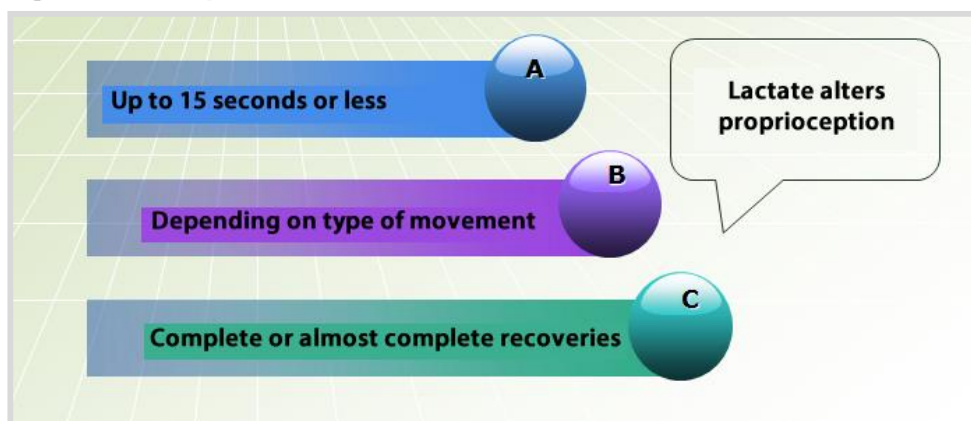 A
Up to 15 seconds or less
Lactate alters
proprioception
B
Depending on type of movement
C
Complete or almost complete recoveries